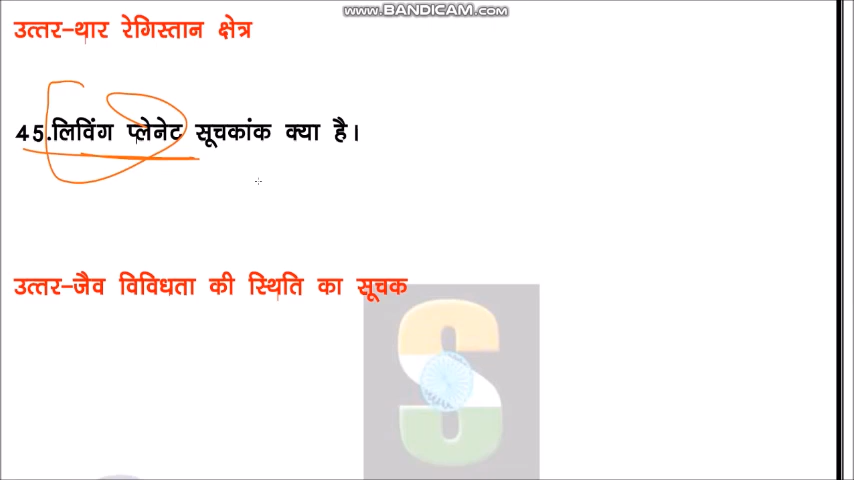 www.BANDICAM.com
उत्तर-थार रेगिस्तान क्षेत्र
45.लिविंग प्लेनेट सूचकांक क्या है।
उत्तर-जैव विविधता की स्थिति का सूचक
S